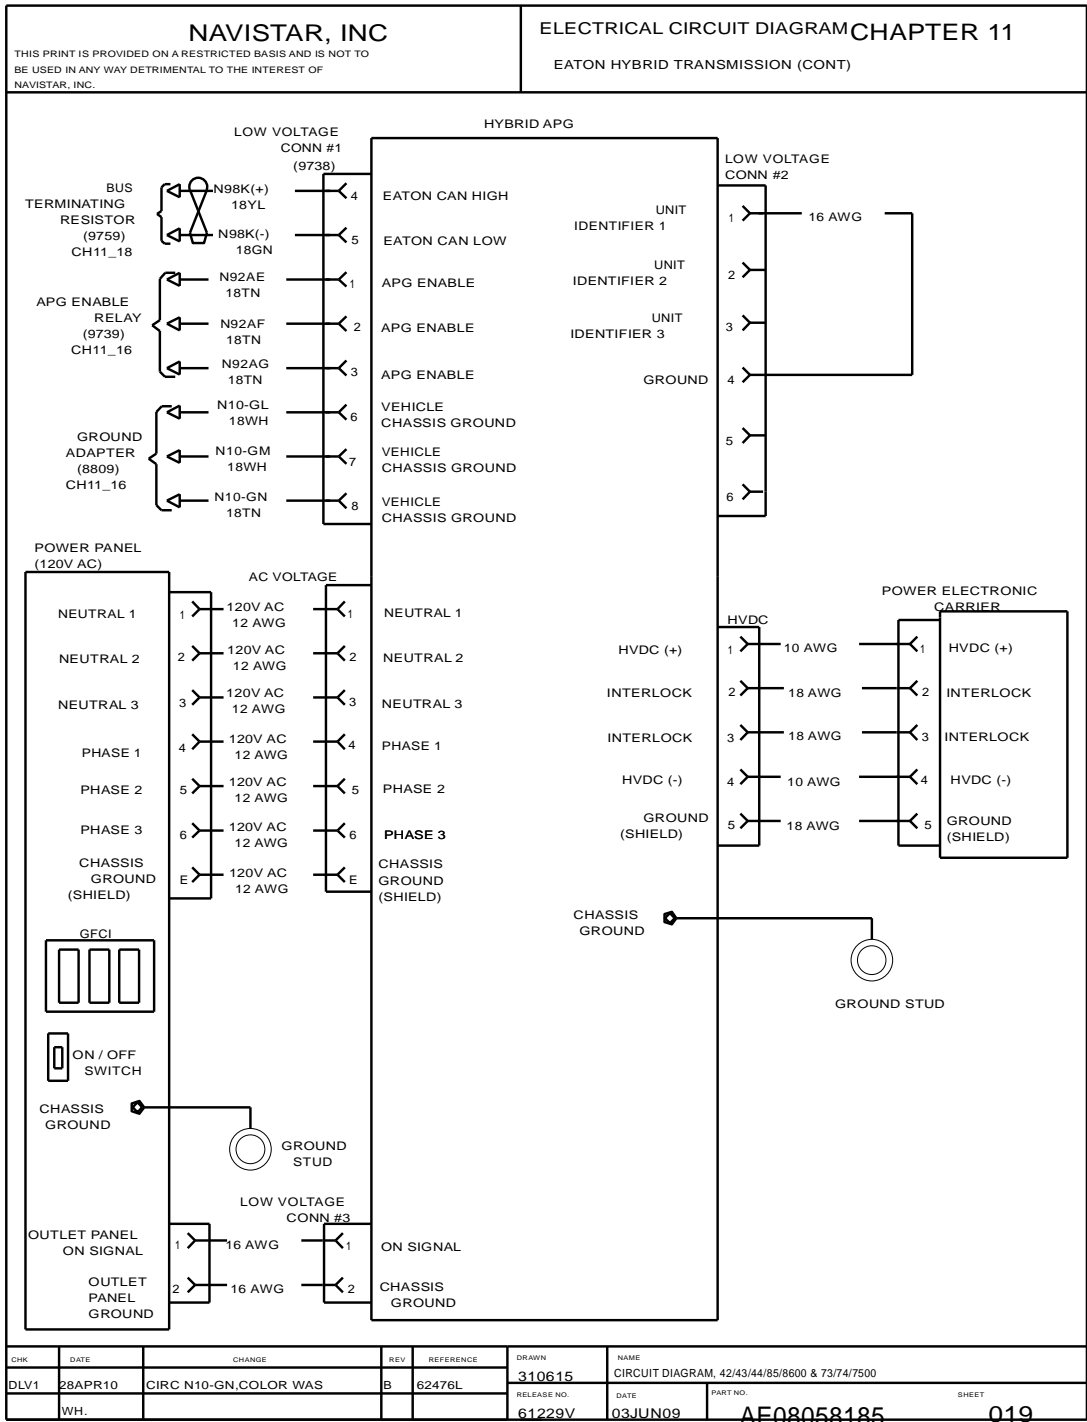 NAVISTAR, INC
THIS PRINT IS PROVIDED ON A RESTRICTED BASIS AND IS NOT TO
BE USED IN ANY WAY DETRIMENTAL TO THE INTEREST OF
NAVISTAR, INC.
ELECTRICAL CIRCUIT DIAGRAM CHAPTER 11
EATON HYBRID TRANSMISSION (CONT)
HYBRID APG
LOW VOLTAGE
CONN #1
(9738)
BUS
TERMINATING
RESISTOR
(9759)
CH11_18
N98K(+)
18YL
4
EATON CAN HIGH
N98K(-)
18GN
5
EATON CAN LOW
APG ENABLE
RELAY
(9739)
CH11_16
N92AE
18TN
1
APG ENABLE
N92AF
18TN
2
APG ENABLE
N92AG
18TN
3
APG ENABLE
GROUND
ADAPTER
(8809)
CH11_16
N10-GL
18WH
6
VEHICLE
CHASSIS GROUND
N10-GM
18WH
7
VEHICLE
CHASSIS GROUND
N10-GN
18TN
8
VEHICLE
CHASSIS GROUND
LOW VOLTAGE
CONN #2
UNIT
IDENTIFIER 1
1
16 AWG
UNIT
IDENTIFIER 2
2
UNIT
IDENTIFIER 3
3
GROUND
4
5
6
POWER PANEL
(120V AC)
AC VOLTAGE
NEUTRAL 1
1
120V AC
12 AWG
1
NEUTRAL 1
NEUTRAL 2
2
120V AC
12 AWG
2
NEUTRAL 2
NEUTRAL 3
3
120V AC
12 AWG
3
NEUTRAL 3
PHASE 1
4
120V AC
12 AWG
4
PHASE 1
PHASE 2
5
120V AC
12 AWG
5
PHASE 2
PHASE 3
6
120V AC
12 AWG
6
PHASE 3
CHASSIS
GROUND
(SHIELD)
E
120V AC
12 AWG
E
CHASSIS
GROUND
(SHIELD)
HVDC
POWER ELECTRONIC
CARRIER
HVDC (+)
1
10 AWG
1
HVDC (+)
INTERLOCK
2
18 AWG
2
INTERLOCK
INTERLOCK
3
18 AWG
3
INTERLOCK
HVDC (-)
4
10 AWG
4
HVDC (-)
GROUND
(SHIELD)
5
18 AWG
5
GROUND
(SHIELD)
CHASSIS
GROUND
GROUND STUD
GFCI
ON / OFF
SWITCH
CHASSIS
GROUND
GROUND
STUD
LOW VOLTAGE
CONN #3
OUTLET PANEL
ON SIGNAL
1
16 AWG
1
ON SIGNAL
OUTLET
PANEL
GROUND
2
16 AWG
2
CHASSIS
GROUND
CHK DATE CHANGE REV REFERENCE
DLV1 28APR10 CIRC N10-GN,COLOR WAS B 62476L
WH.
DRAWN
310615
NAME
CIRCUIT DIAGRAM, 42/43/44/85/8600 & 73/74/7500
RELEASE NO.
61229V
DATE
03JUN09
PART NO.
AE08058185
SHEET
019